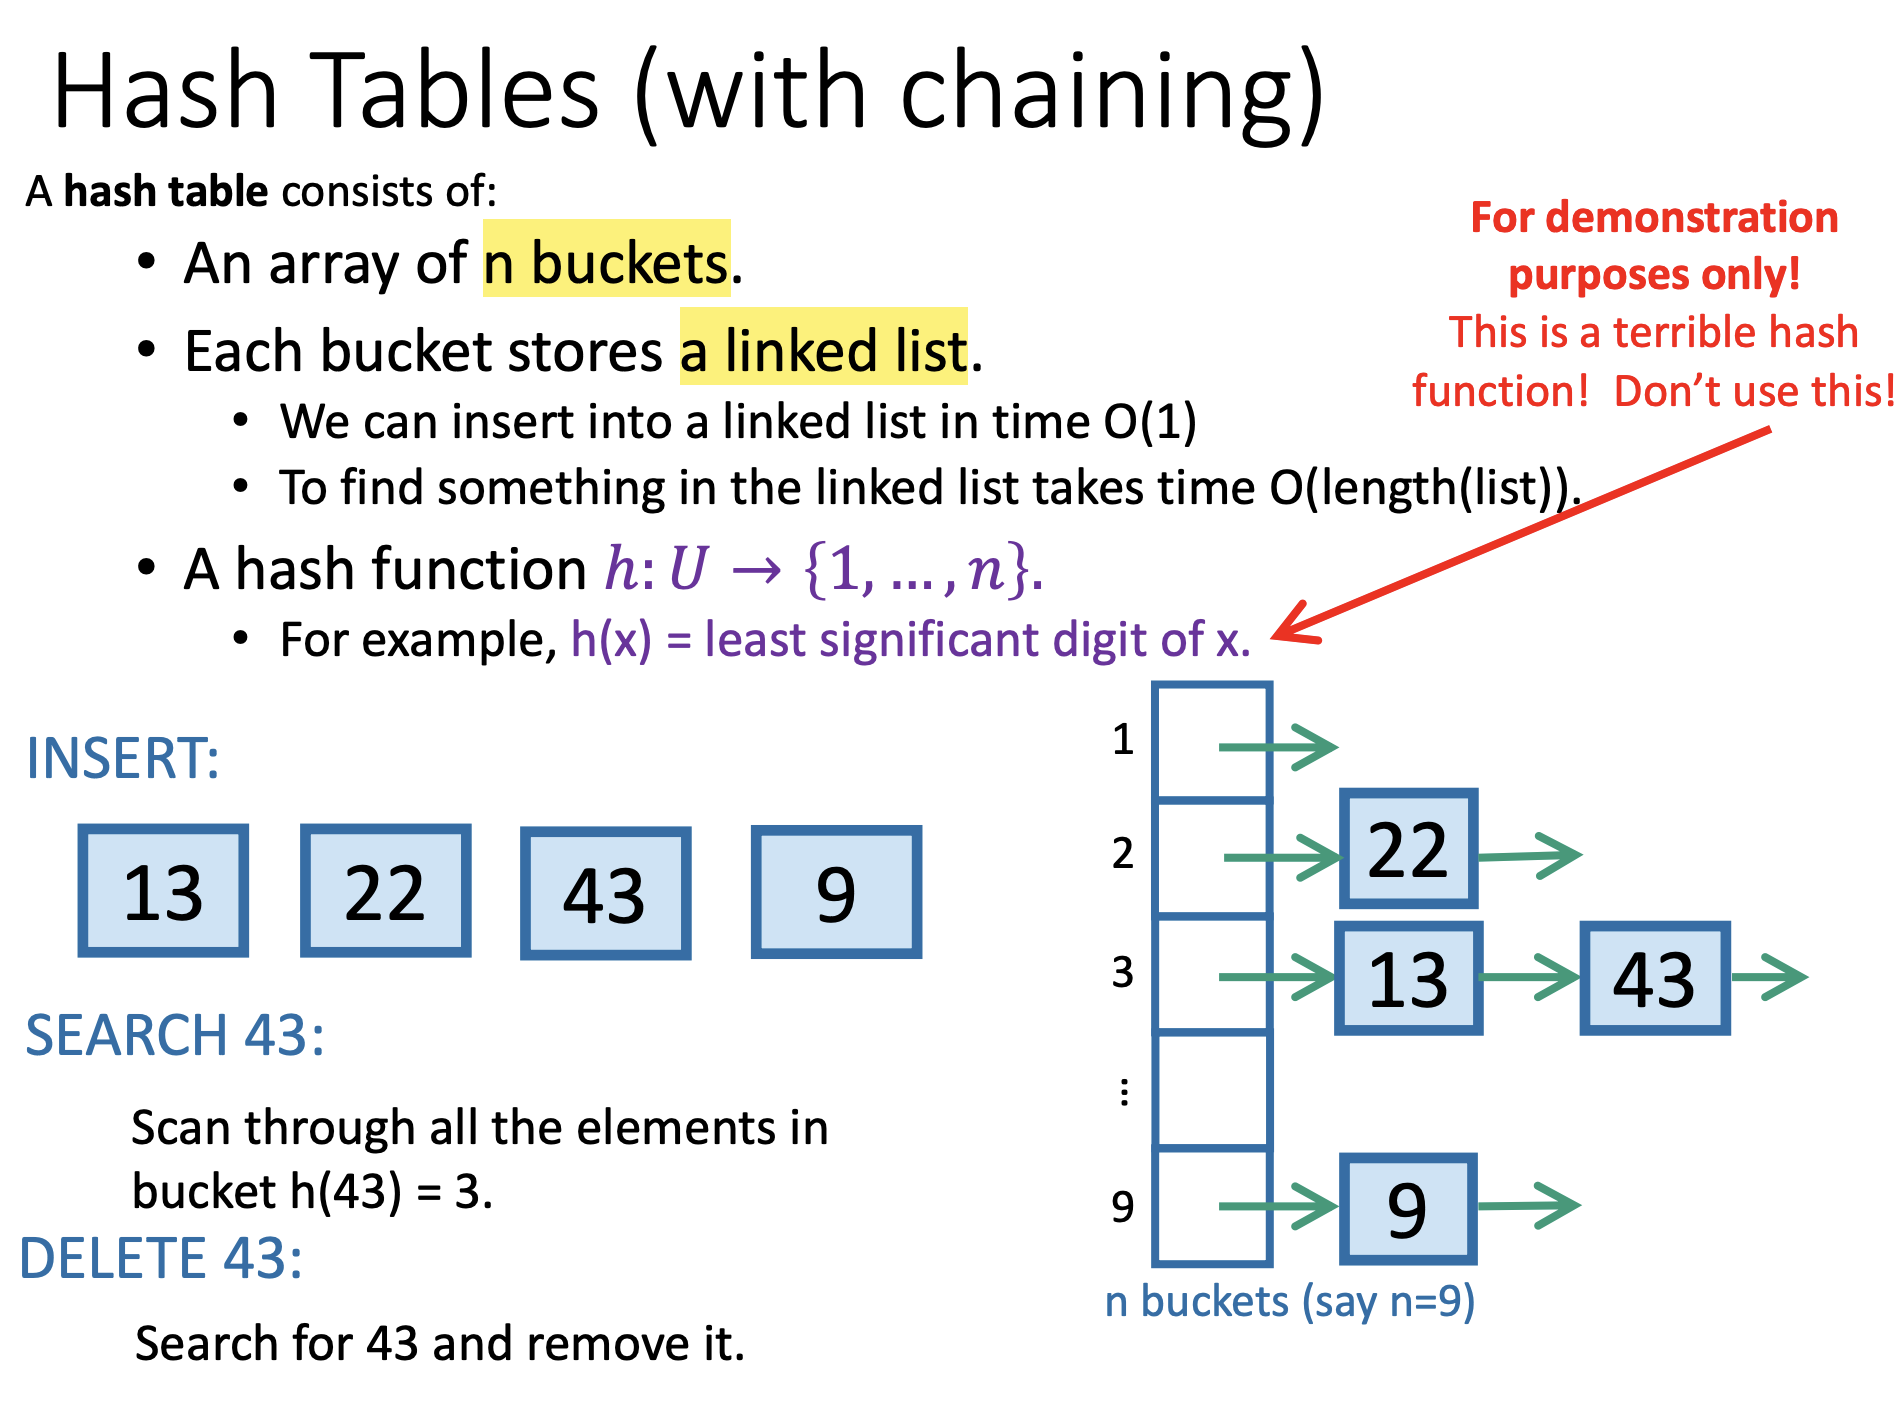 Hash Tables (with chaining)
A hash table consists of:
• An array of n buckets.
• Each bucket stores a linked list.
• We can insert into a linked list in time O(1)
• To find something in the linked list takes time O(length(list)).
• A hash function h: U → {1, … , n}.
• For example, h(x) = least significant digit of x.
For demonstration
purposes only!
This is a terrible hash
function! Don’t use this!
INSERT:
13 22 43 9
SEARCH 43:
Scan through all the elements in
bucket h(43) = 3.
DELETE 43:
Search for 43 and remove it.
1
2 22
3 13 43
⋮
9 9
n buckets (say n=9)